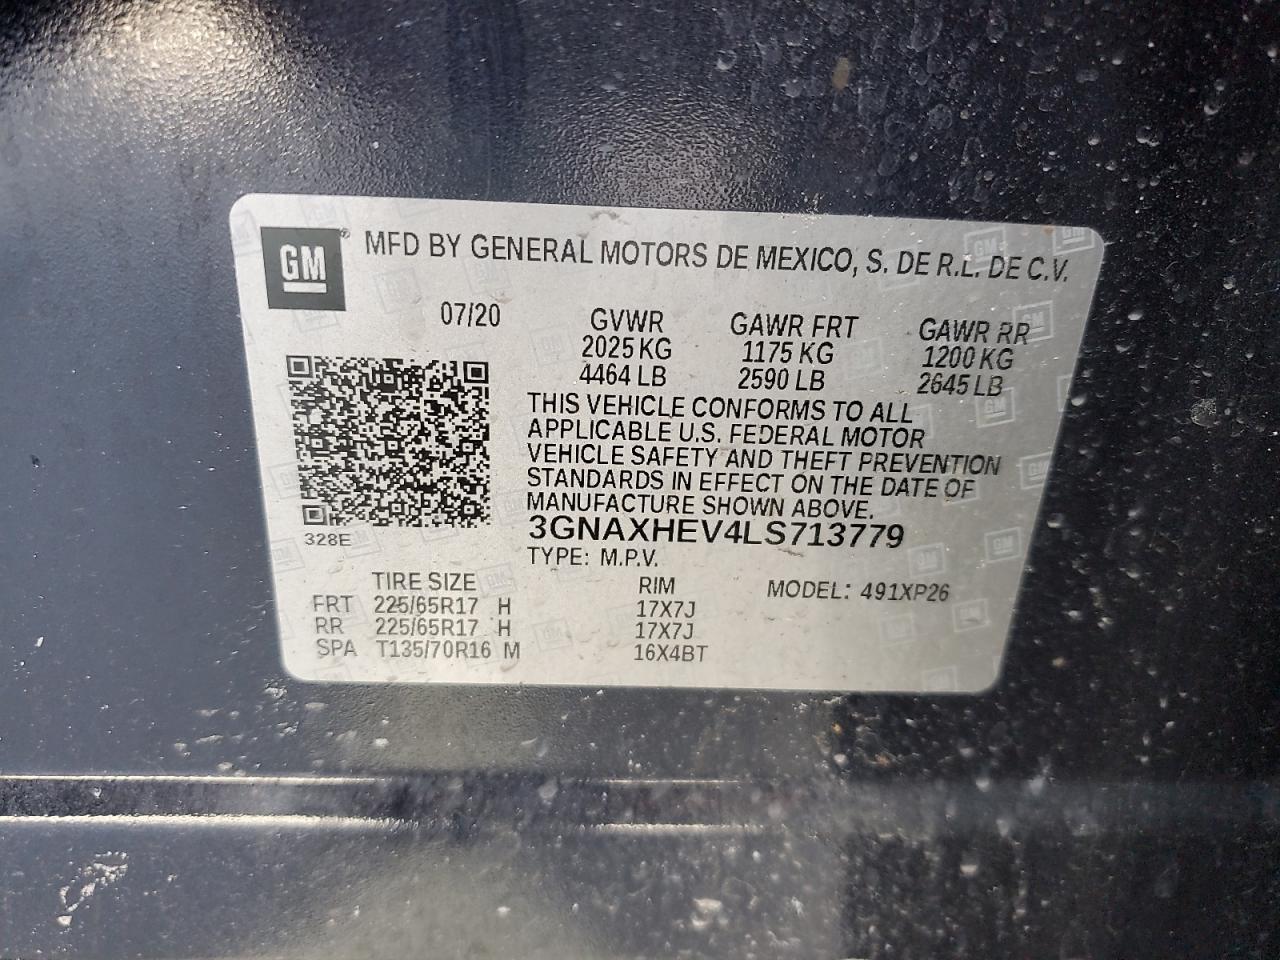 GM® MFD BY GENERAL MOTORS DE MEXICO, S. DE R.L. DE C.V.
07/20 GVWR GAWR FRT GAWR RR
2025 KG 1175 KG 1200 KG
4464 LB 2590 LB 2645 LB
THIS VEHICLE CONFORMS TO ALL
APPLICABLE U.S. FEDERAL MOTOR
VEHICLE SAFETY AND THEFT PREVENTION
STANDARDS IN EFFECT ON THE DATE OF
MANUFACTURE SHOWN ABOVE.
328E 3GNAXHEV4LS713779
TYPE: M.P.V.
TIRE SIZE RIM MODEL: 491XP26
FRT 225/65R17 H 17X7J
RR 225/65R17 H 17X7J
SPA T135/70R16 M 16X4BT